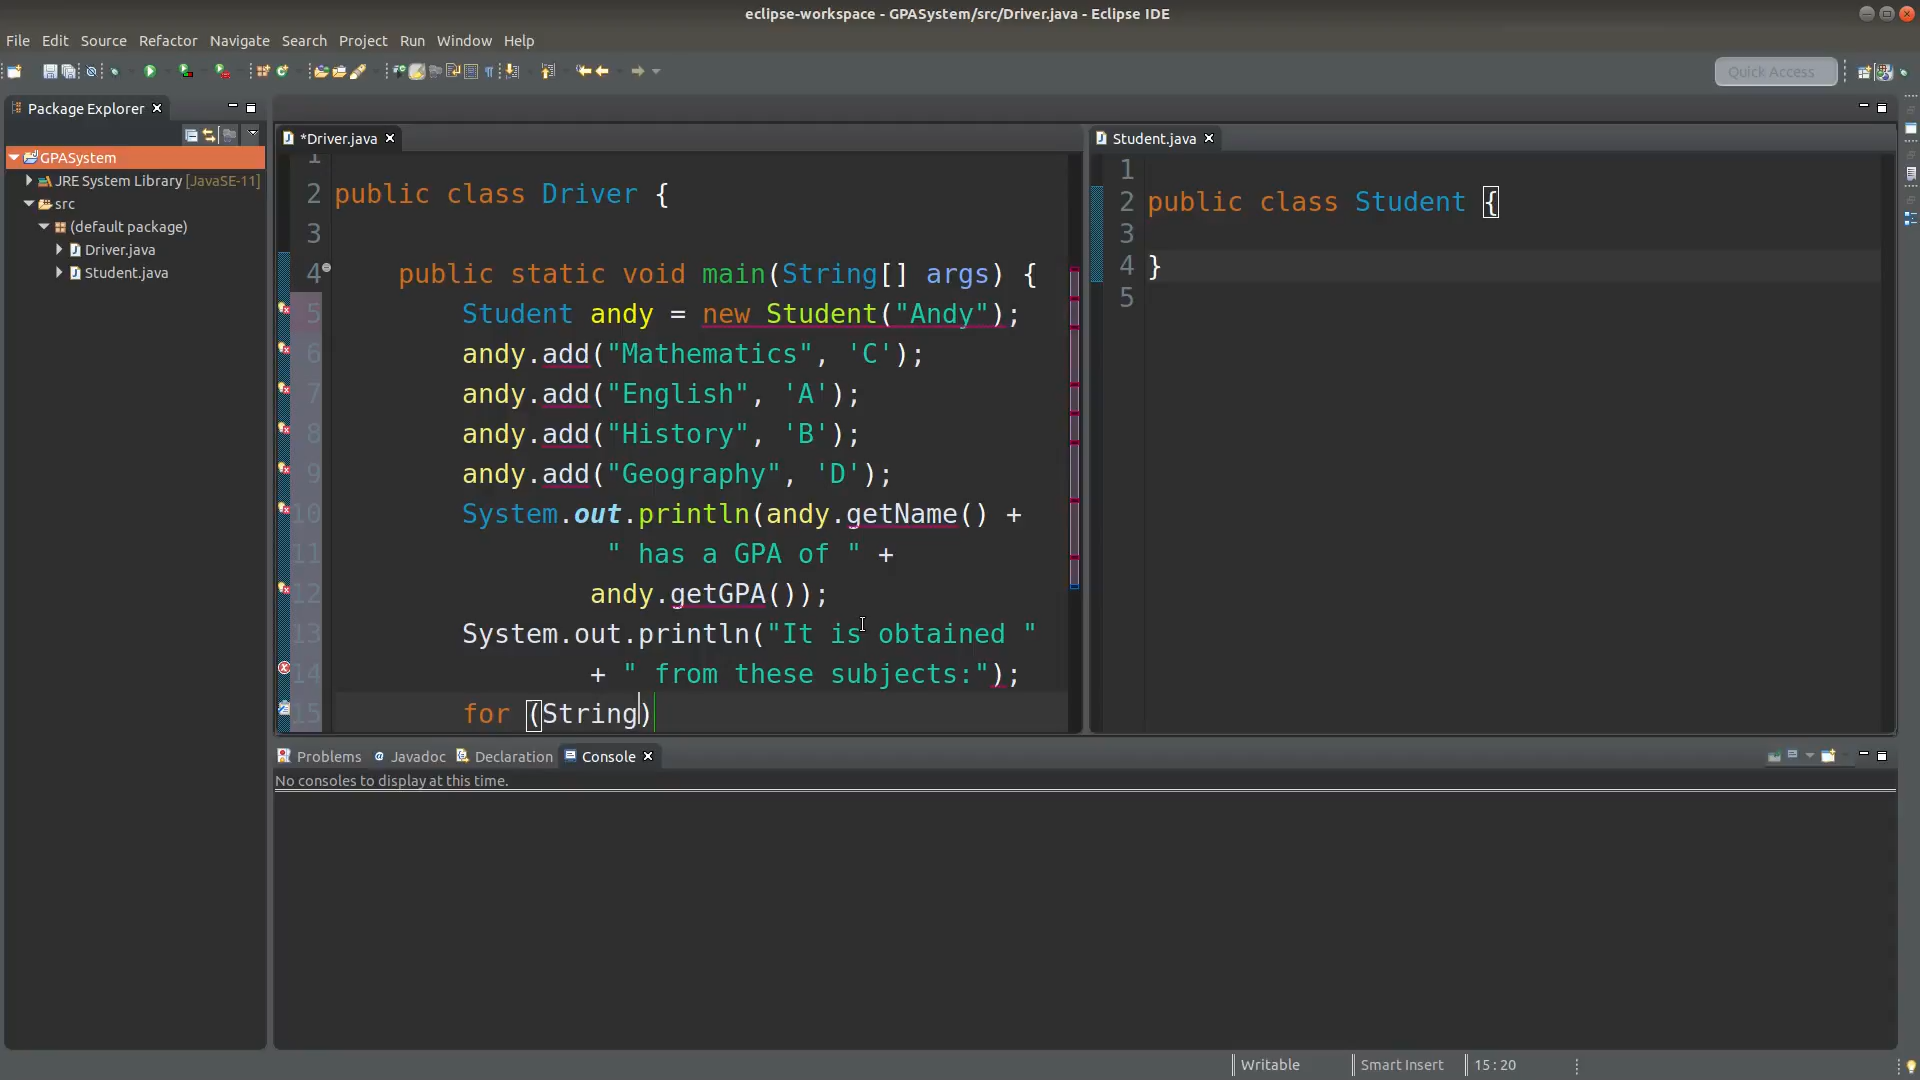 eclipse-workspace - GPASystem/src/Driver.java - Eclipse IDE
File Edit Source Refactor Navigate Search Project Run Window Help
Quick Access
Package Explorer
GPASystem
JRE System Library [JavaSE-11]
src
(default package)
Driver.java
Student.java
*Driver.java
1
2 public class Driver {
3
4 public static void main(String[] args) {
5 Student andy = new Student("Andy");
6 andy.add("Mathematics", 'C');
7 andy.add("English", 'A');
8 andy.add("History", 'B');
9 andy.add("Geography", 'D');
10 System.out.println(andy.getName() +
11 " has a GPA of " +
12 andy.getGPA());
13 System.out.println("It is obtained "
14 + " from these subjects:");
15 for (String)
Student.java
1
2 public class Student {
3
4 }
5
Problems Javadoc Declaration Console
No consoles to display at this time.
Writable Smart Insert 15 : 20